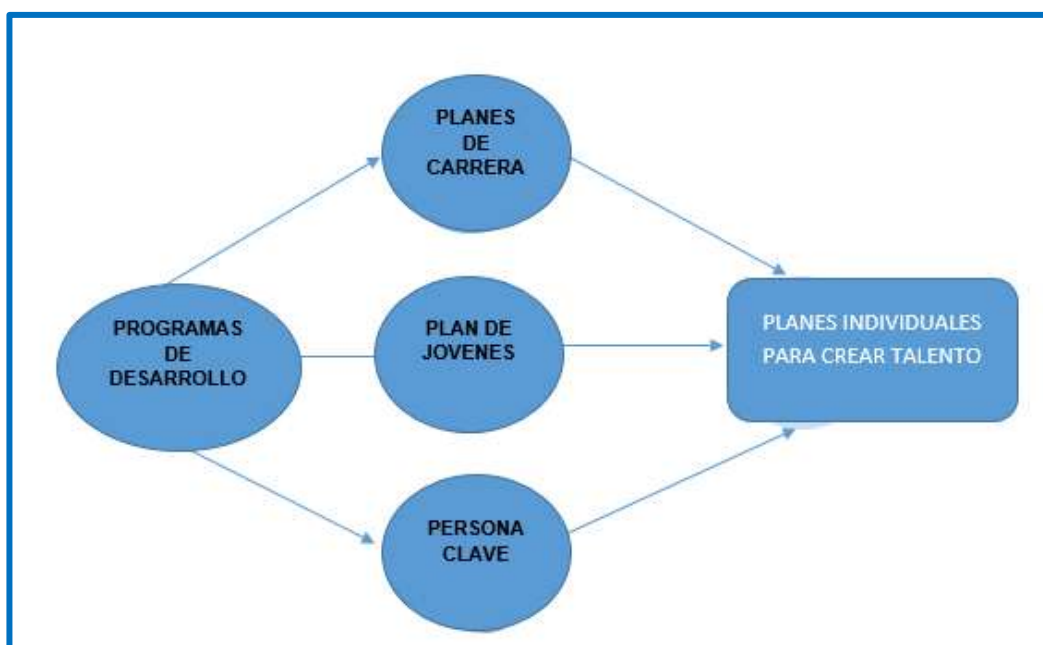 PLANES
DE
CARRERA
PROGRAMAS
DE
DESARROLLO
PLAN DE
JOVENES
PLANES INDIVIDUALES
PARA CREAR TALENTO
PERSONA
CLAVE